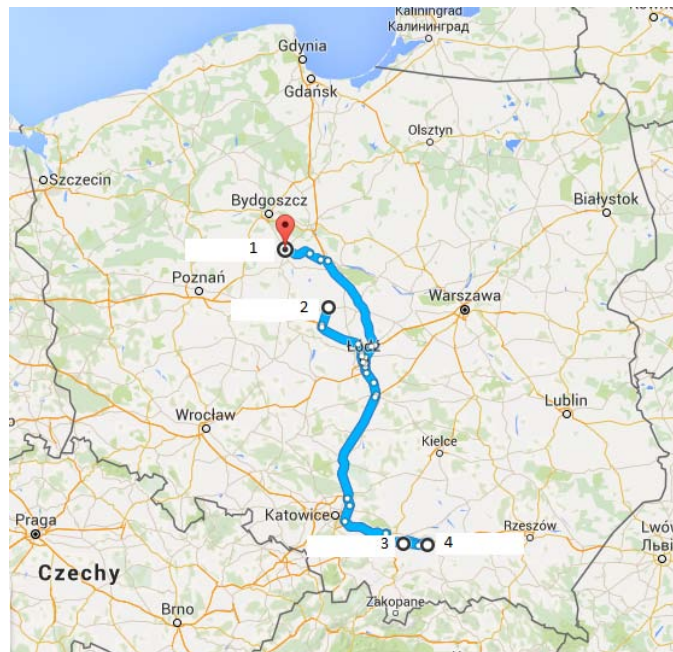 Kaliningrad
Калининград
Gdynia
Gdańsk
Olsztyn
Szczecin
Bydgoszcz
Białystok
1
Poznań
2
Warszawa
Łódź
Lublin
Wrocław
Kielce
Katowice
Praga
Rzeszów
Lwów
3
4
Czechy
Zakopane
Brno